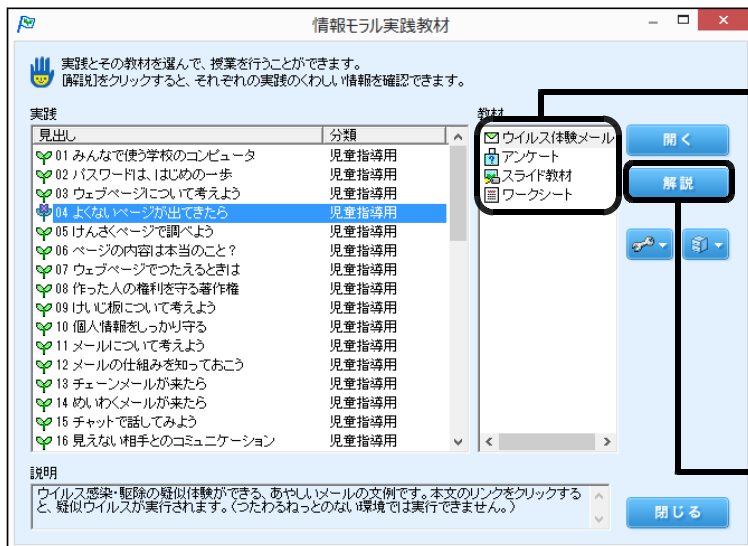 情報モラル実践教材
実践とその教材を選んで、授業を行うことができます。
[解説]をクリックすると、それぞれの実践のくわしい情報を確認できます。
実践
見出し 分類
01 みんなで使う学校のコンピュータ 児童指導用
02 パスワードは、はじめの一歩 児童指導用
03 ウェブページについて考えよう 児童指導用
04 よくないページが出てきたら 児童指導用
05 けんさくページで調べよう 児童指導用
06 ページの内容は本当のこと？ 児童指導用
07 ウェブページでつたえるときは 児童指導用
08 作った人の権利を守る著作権 児童指導用
09 けいじ板について考えよう 児童指導用
10 個人情報をしっかり守る 児童指導用
11 メールについて考えよう 児童指導用
12 メールの仕組みを知っておこう 児童指導用
13 チェーンメールが来たら 児童指導用
14 めいわくメールが来たら 児童指導用
15 チャットで話してみよう 児童指導用
16 見えない相手とのコミュニケーション 児童指導用
教材
ウイルス体験メール
アンケート
スライド教材
ワークシート
開く
解説
説明
ウイルス感染・駆除の疑似体験ができる、あやしいメールの文例です。本文のリンクをクリックする
と、疑似ウイルスが実行されます。（つたわるねっとのない環境では実行できません。）
閉じる